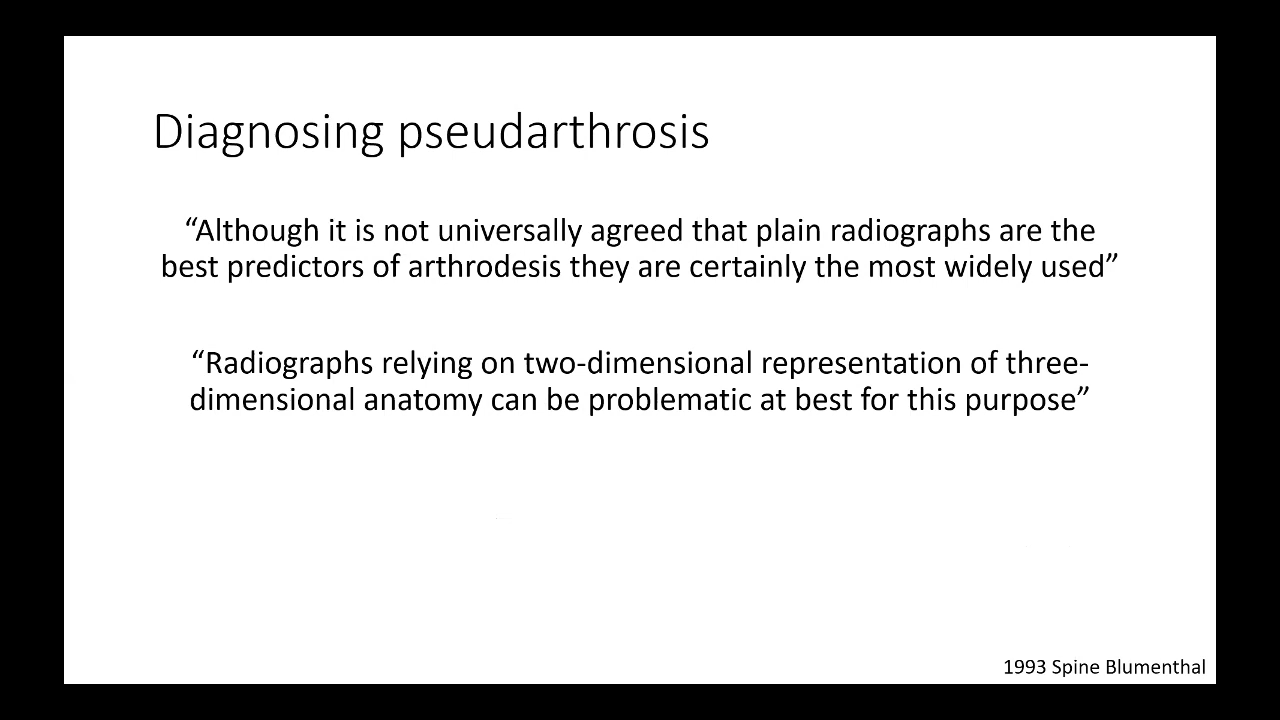 Diagnosing pseudarthrosis
“Although it is not universally agreed that plain radiographs are the
best predictors of arthrodesis they are certainly the most widely used”
“Radiographs relying on two-dimensional representation of three-
dimensional anatomy can be problematic at best for this purpose”
1993 Spine Blumenthal